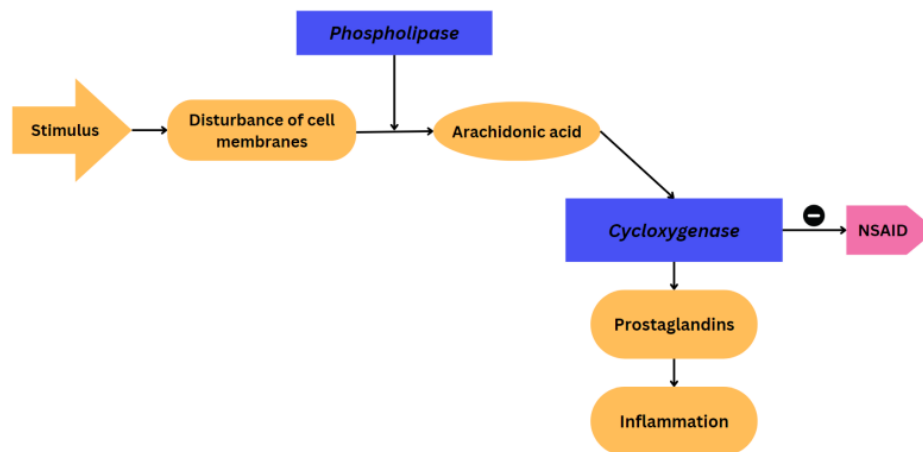 Phospholipase
Stimulus
Disturbance of cell
membranes
Arachidonic acid
Cycloxygenase
NSAID
Prostaglandins
Inflammation